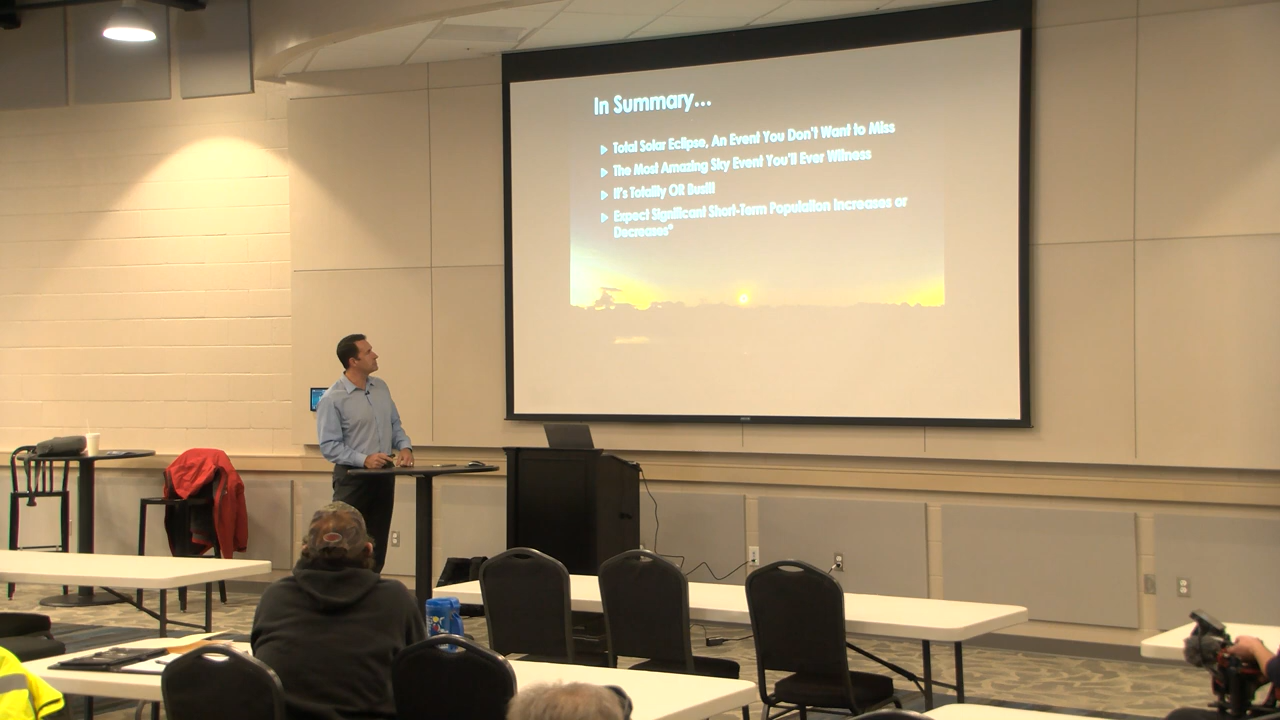 In Summary...
Total Solar Eclipse, An Event You Don't Want to Miss
The Most Amazing Sky Event You'll Ever Witness
It's Totality OR Bust!!
Expect Significant Short-Term Population Increases or
Decreases*